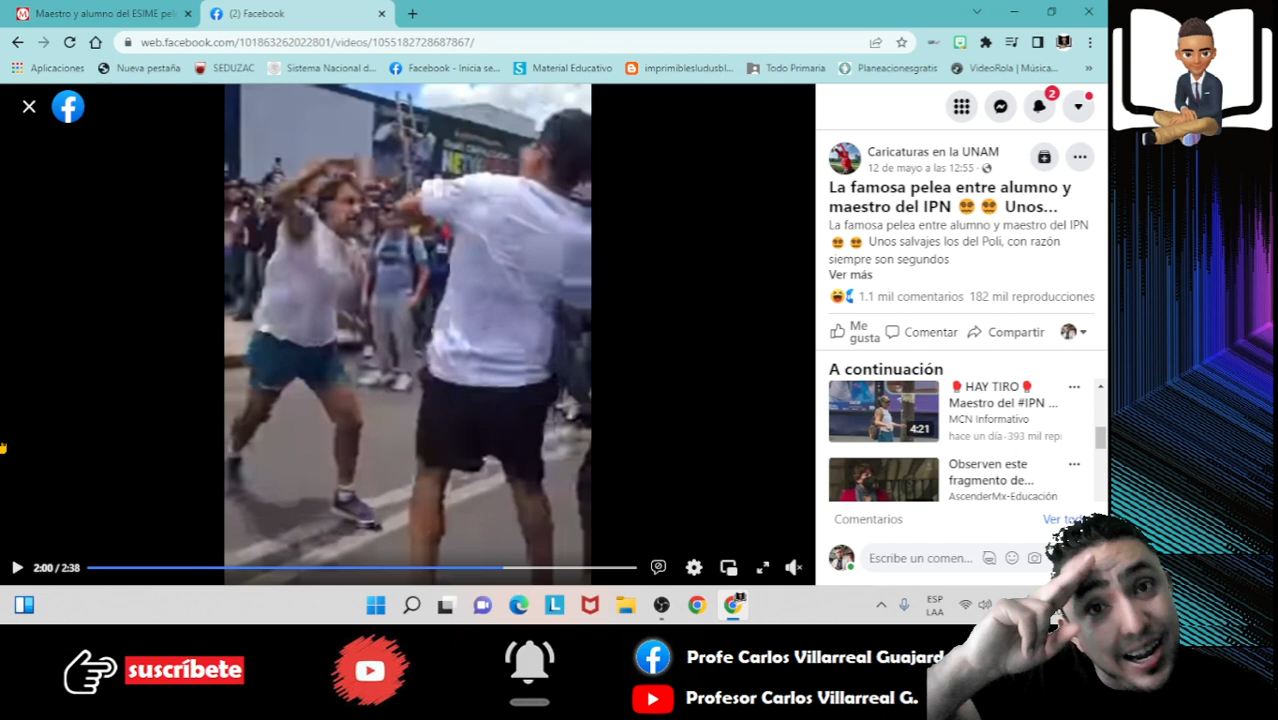 Maestro y alumno del ESIME pel
(2) Facebook
web.facebook.com/101863262022801/videos/1055182728687867/
Aplicaciones
Nueva pestaña
SEDUZAC
Sistema Nacional d...
Facebook - Inicia se...
Material Educativo
imprimiblesludusbl...
Todo Primaria
Planeacionesgratis
VideoRola | Música...
»
2
Caricaturas en la UNAM
12 de mayo a las 12:55 ·
La famosa pelea entre alumno y
maestro del IPN 😵‍💫 😵‍💫 Unos...
La famosa pelea entre alumno y maestro del IPN
😵‍💫 😵‍💫 Unos salvajes los del Poli, con razón
siempre son segundos
Ver más
1.1 mil comentarios 182 mil reproducciones
Me gusta
Comentar
Compartir
A continuación
🥊HAY TIRO🥊
Maestro del #IPN ...
MCN Informativo
hace un día · 393 mil repr
4:21
Observen este
fragmento de...
AscenderMx-Educación
Comentarios
Escribe un comen...
2:00 / 2:38
ESP
LAA
suscríbete
Profe Carlos Villarreal Guajard
Profesor Carlos Villarreal G.